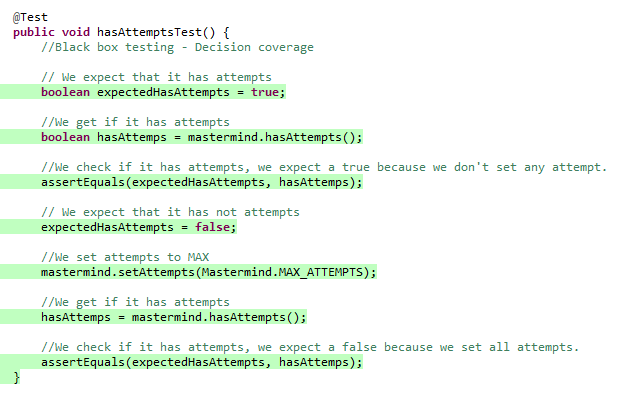 @Test
public void hasAttemptsTest() {
//Black box testing - Decision coverage
// We expect that it has attempts
boolean expectedHasAttempts = true;
//We get if it has attempts
boolean hasAttemps = mastermind.hasAttempts();
//We check if it has attempts, we expect a true because we don't set any attempt.
assertEquals(expectedHasAttempts, hasAttemps);
// We expect that it has not attempts
expectedHasAttempts = false;
//We set attempts to MAX
mastermind.setAttempts(Mastermind.MAX_ATTEMPTS);
//We get if it has attempts
hasAttemps = mastermind.hasAttempts();
//We check if it has attempts, we expect a false because we set all attempts.
assertEquals(expectedHasAttempts, hasAttemps);
}